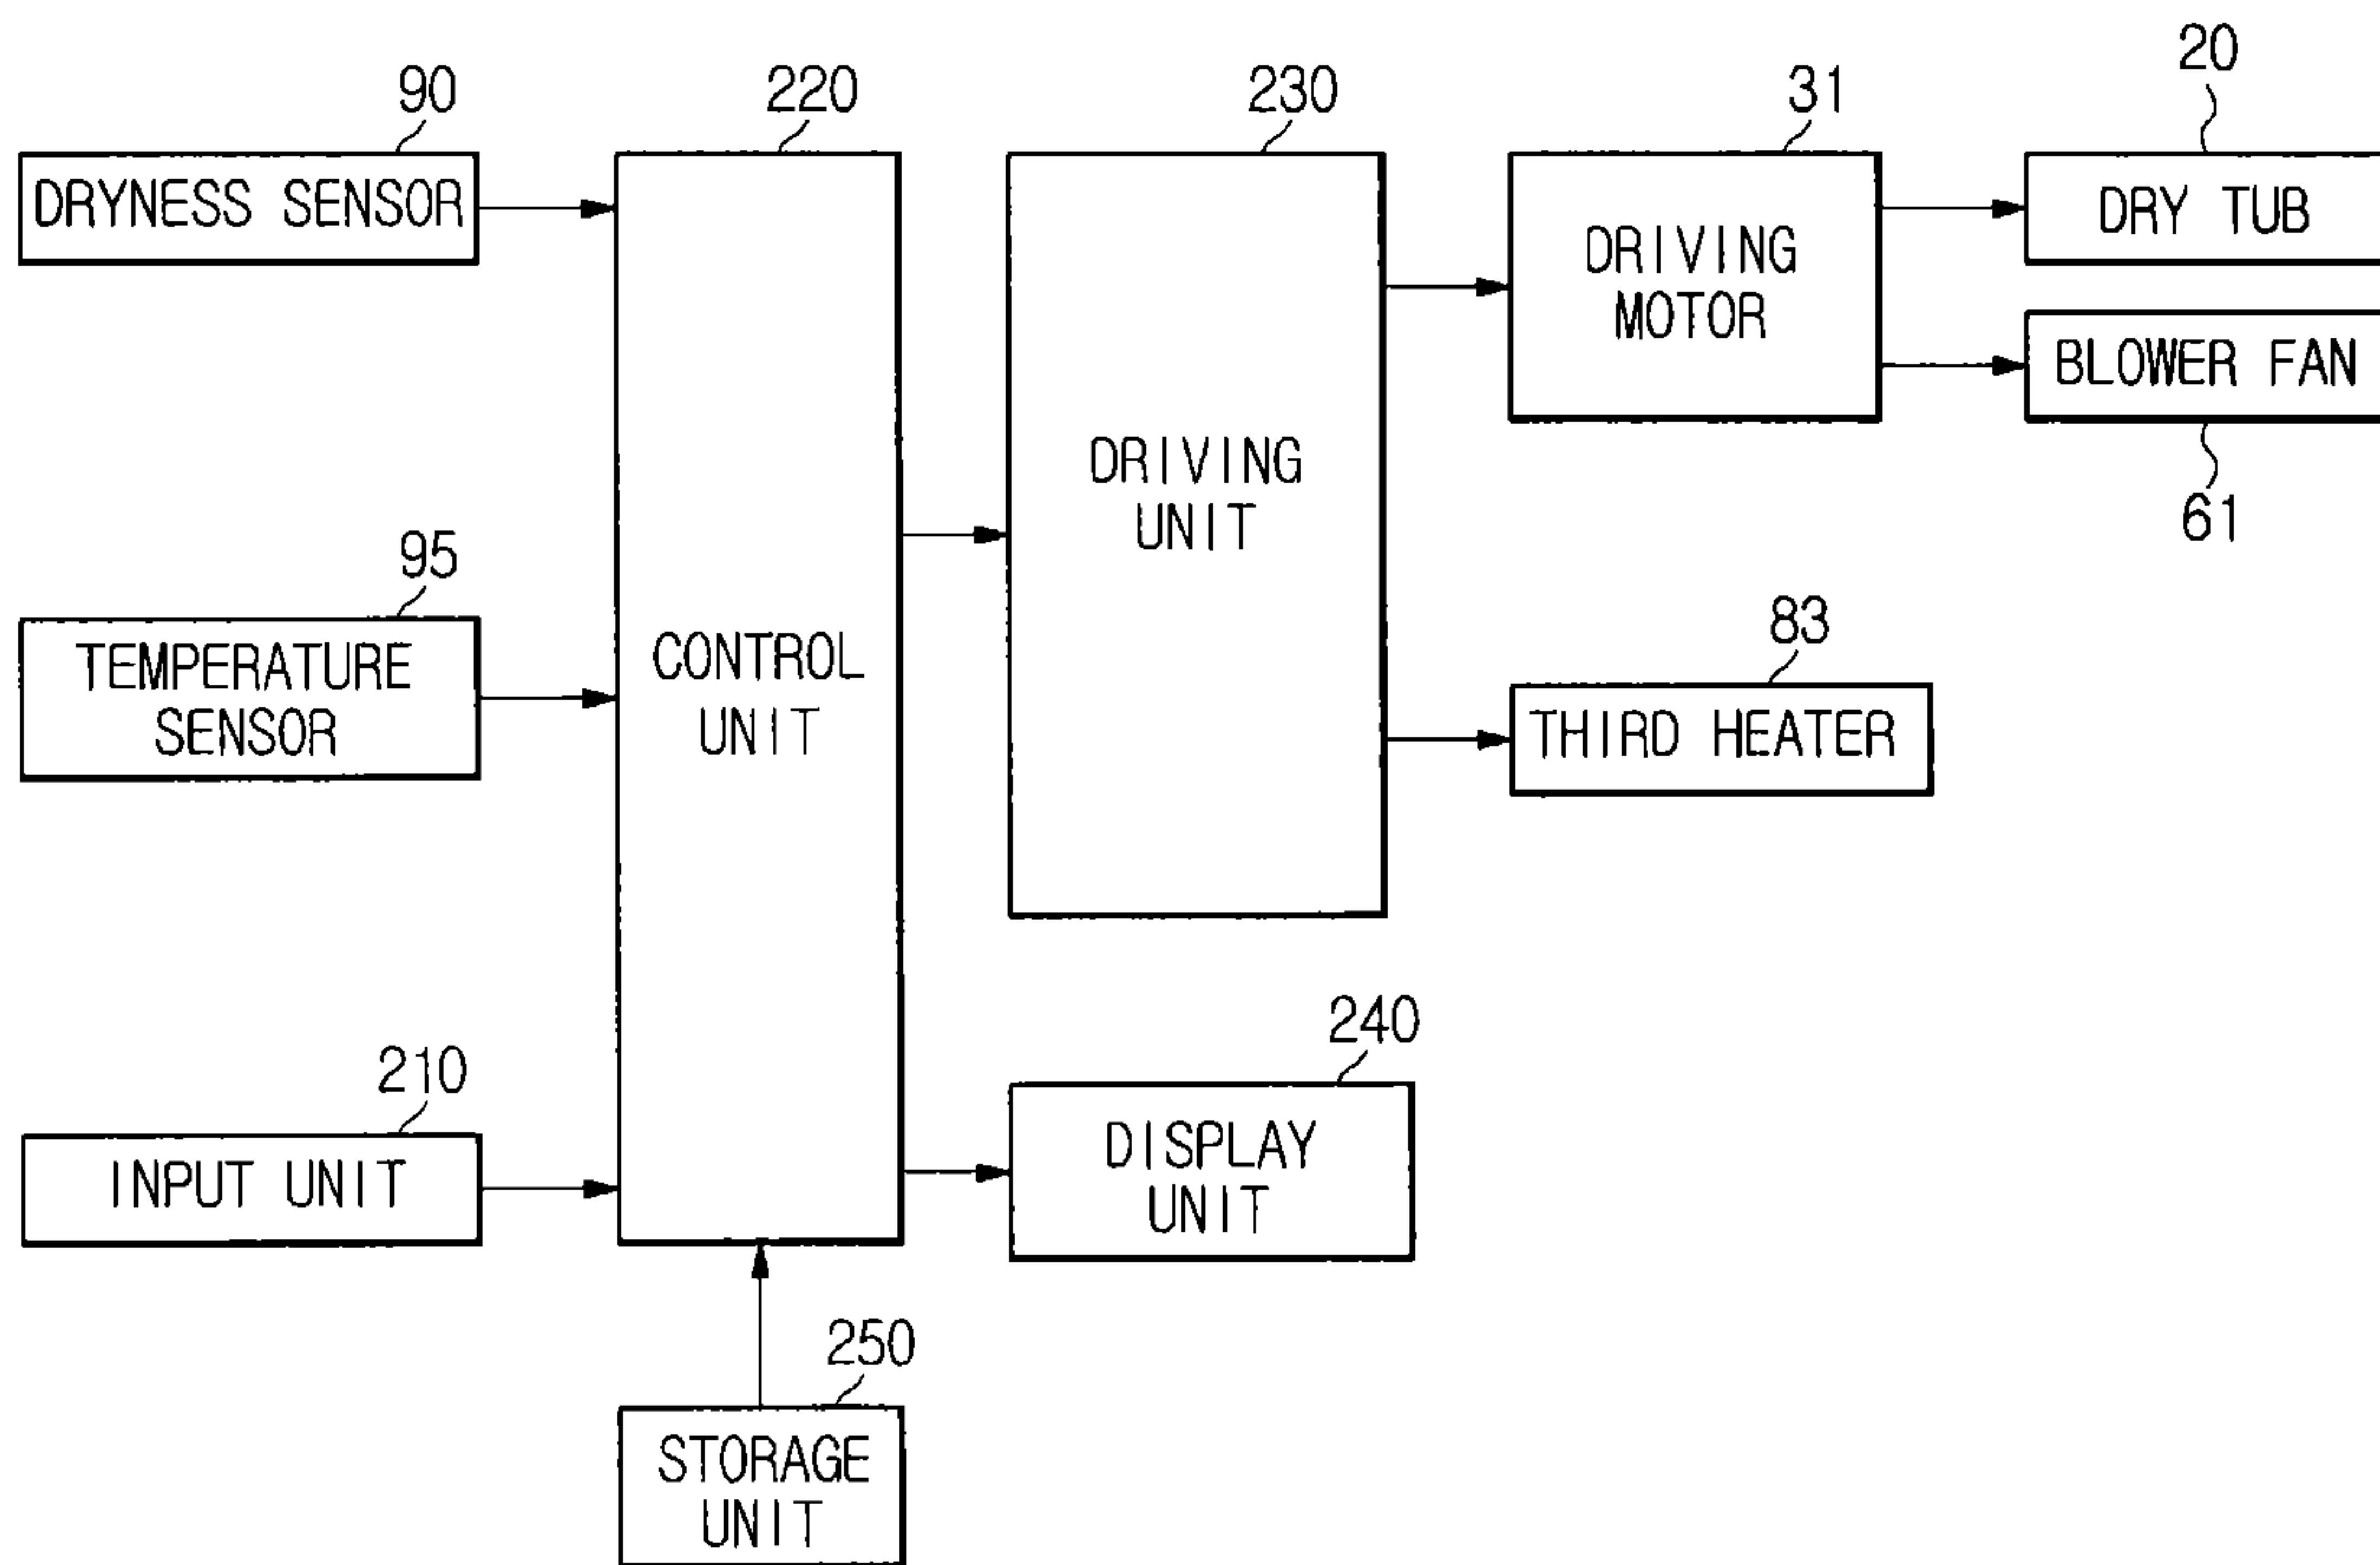 20
90
220
230
31
DRYNESS SENSOR
DRY TUB
DRIVING
MOTOR
BLOWER FAN
DRIVING
UNIT
61
95
TEMPERATURE
SENSOR
CONTROL
UNIT
83
THIRD HEATER
240
210
INPUT UNIT
DISPLAY
UNIT
250
STORAGE
UNIT